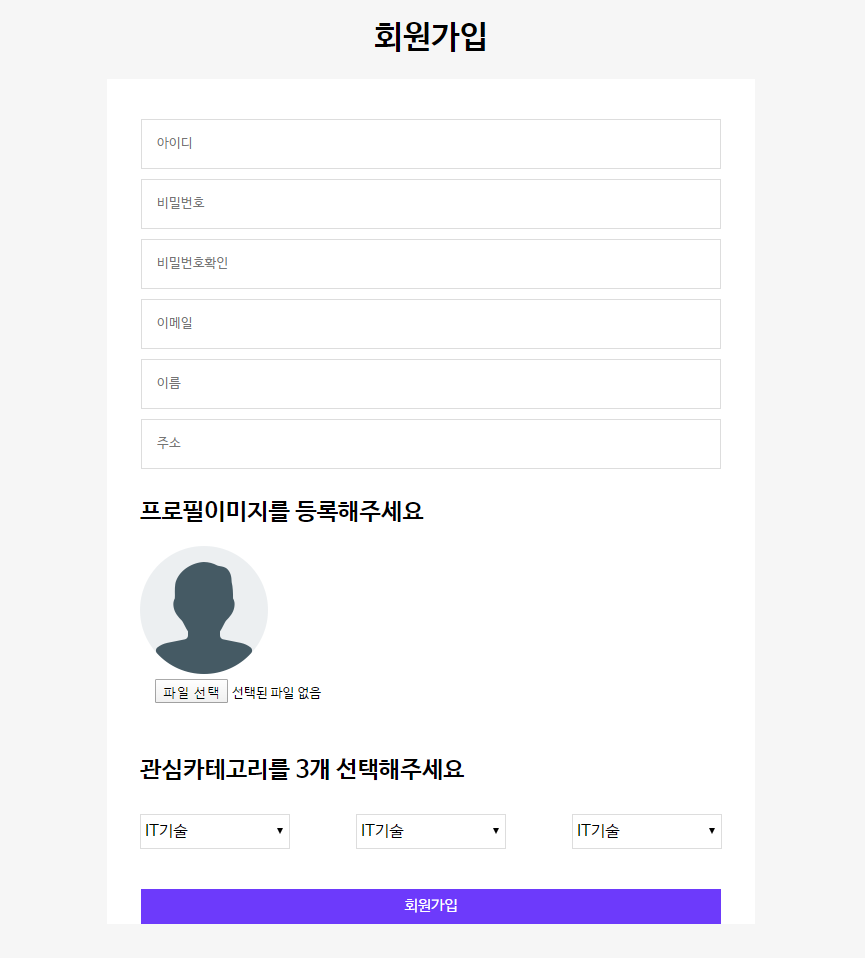 회원가입
아이디
비밀번호
비밀번호확인
이메일
이름
주소
프로필이미지를 등록해주세요
파일 선택 선택된 파일 없음
관심카테고리를 3개 선택해주세요
IT기술 IT기술 IT기술
회원가입